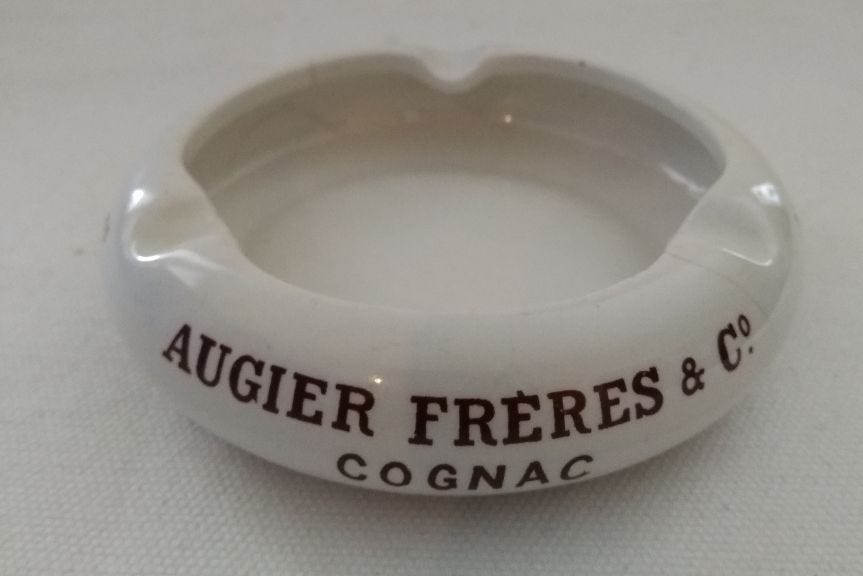 AUGIER FRÈRES & Cº.
COGNAC